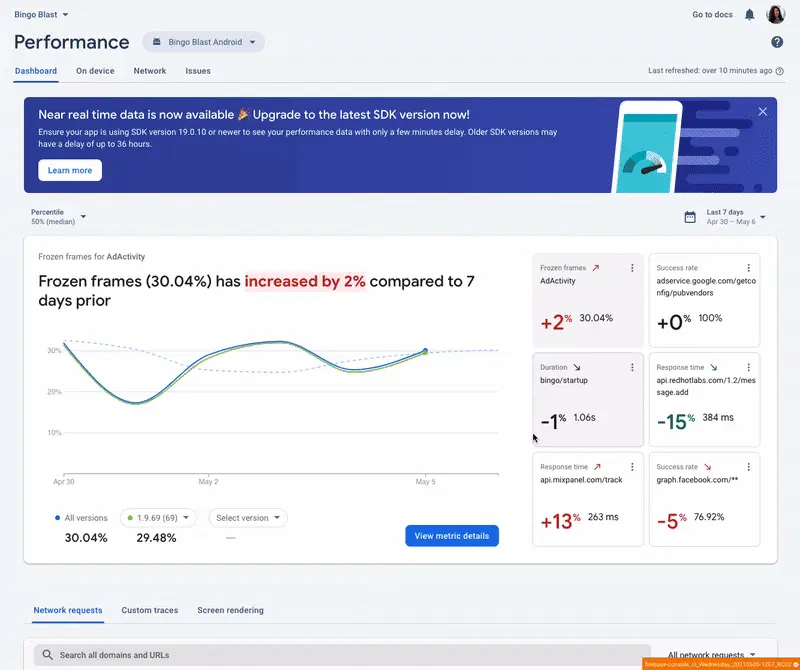 Bingo Blast
Go to docs
Performance
Bingo Blast Android
Dashboard
On device
Network
Issues
Last refreshed: over 10 minutes ago
Near real time data is now available 🎉 Upgrade to the latest SDK version now!
Ensure your app is using SDK version 19.0.10 or newer to see your performance data with only a few minutes delay. Older SDK versions may
have a delay of up to 36 hours.
Learn more
Percentile
50% (median)
Last 7 days
Apr 30 – May 6
Frozen frames for AdActivity
Frozen frames (30.04%) has increased by 2% compared to 7
days prior
30%
20%
10%
Apr 30
May 2
May 5
All versions
30.04%
1.9.69 (69)
29.48%
Select version
—
View metric details
Frozen frames
AdActivity
+2% 30.04%
Success rate
adservice.google.com/getco
nfig/pubvendors
+0% 100%
Duration
bingo/startup
-1% 1.06s
Response time
api.redhotlabs.com/1.2/mes
sage.add
-15% 384 ms
Response time
api.mixpanel.com/track
+13% 263 ms
Success rate
graph.facebook.com/**
-5% 76.92%
Network requests
Custom traces
Screen rendering
Search all domains and URLs
All network requests